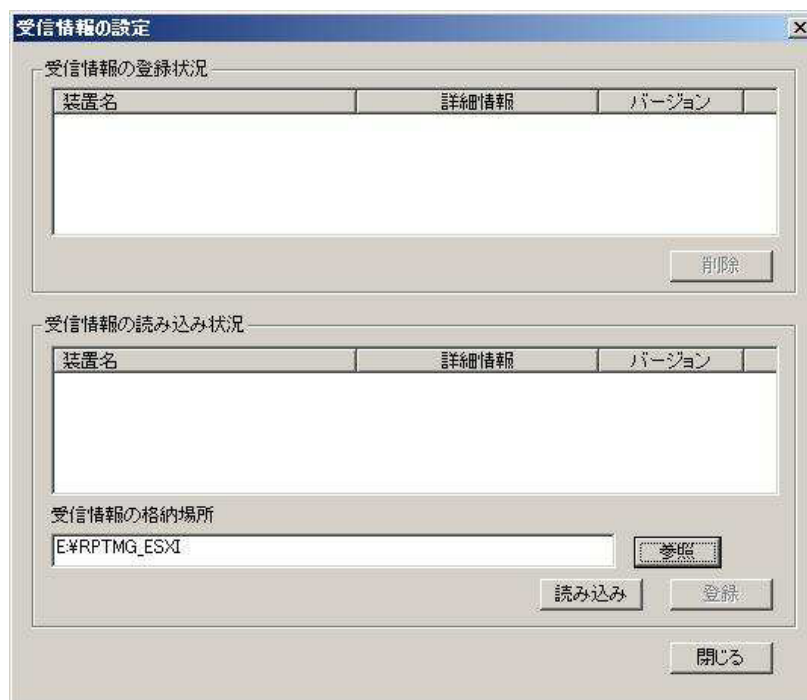 受信情報の設定
受信情報の登録状況
装置名 詳細情報 バージョン
削除
受信情報の読み込み状況
装置名 詳細情報 バージョン
受信情報の格納場所
E:¥RPTMG_ESXI 参照
読み込み 登録
閉じる